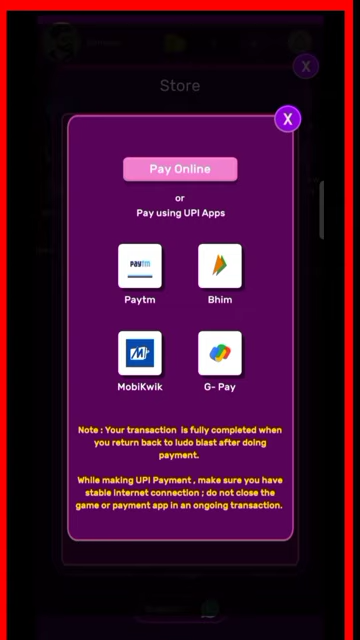 X
Store
X
Pay Online
or
Pay using UPI Apps
Paytm
Paytm
Bhim
MobiKwik
G- Pay
Note : Your transaction is fully completed when
you return back to ludo blast after doing
payment.
While making UPI Payment , make sure you have
stable internet connection ; do not close the
game or payment app in an ongoing transaction.